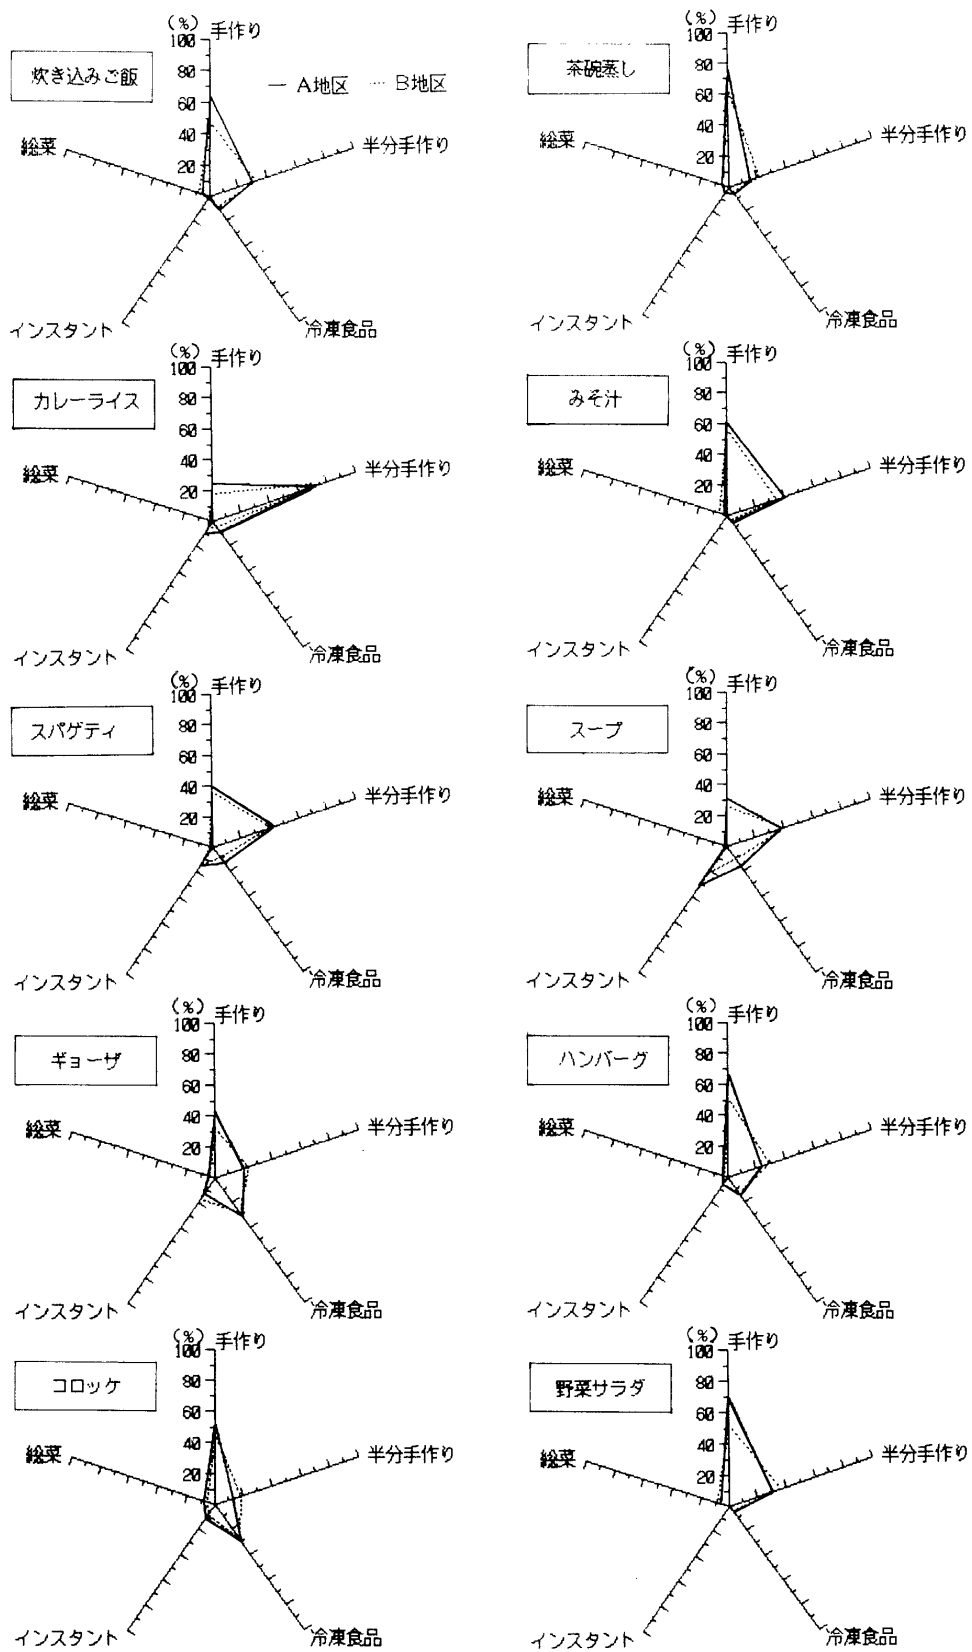 (%) 手作り
100
80
60
40
20
炊き込みご飯
— A地区 ‥‥ B地区
半分手作り
総菜
インスタント
冷凍食品
(%) 手作り
100
80
60
40
20
茶碗蒸し
半分手作り
総菜
インスタント
冷凍食品
(%) 手作り
100
80
60
40
20
カレーライス
半分手作り
総菜
インスタント
冷凍食品
(%) 手作り
100
80
60
40
20
みそ汁
半分手作り
総菜
インスタント
冷凍食品
(%) 手作り
100
80
60
40
20
スパゲティ
半分手作り
総菜
インスタント
冷凍食品
(%) 手作り
100
80
60
40
20
スープ
半分手作り
総菜
インスタント
冷凍食品
(%) 手作り
100
80
60
40
20
ギョーザ
半分手作り
総菜
インスタント
冷凍食品
(%) 手作り
100
80
60
40
20
ハンバーグ
半分手作り
総菜
インスタント
冷凍食品
(%) 手作り
100
80
60
40
20
コロッケ
半分手作り
総菜
インスタント
冷凍食品
(%) 手作り
100
80
60
40
20
野菜サラダ
半分手作り
総菜
インスタント
冷凍食品